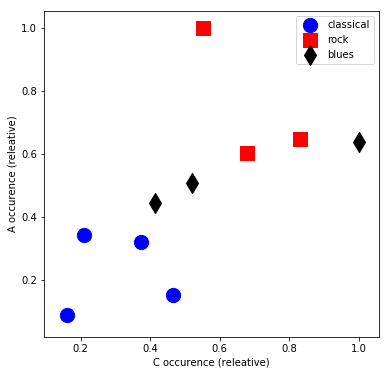 classical
rock
blues
1.0
0.8
0.6
0.4
0.2
A occurence (releative)
0.2 0.4 0.6 0.8 1.0
C occurence (releative)